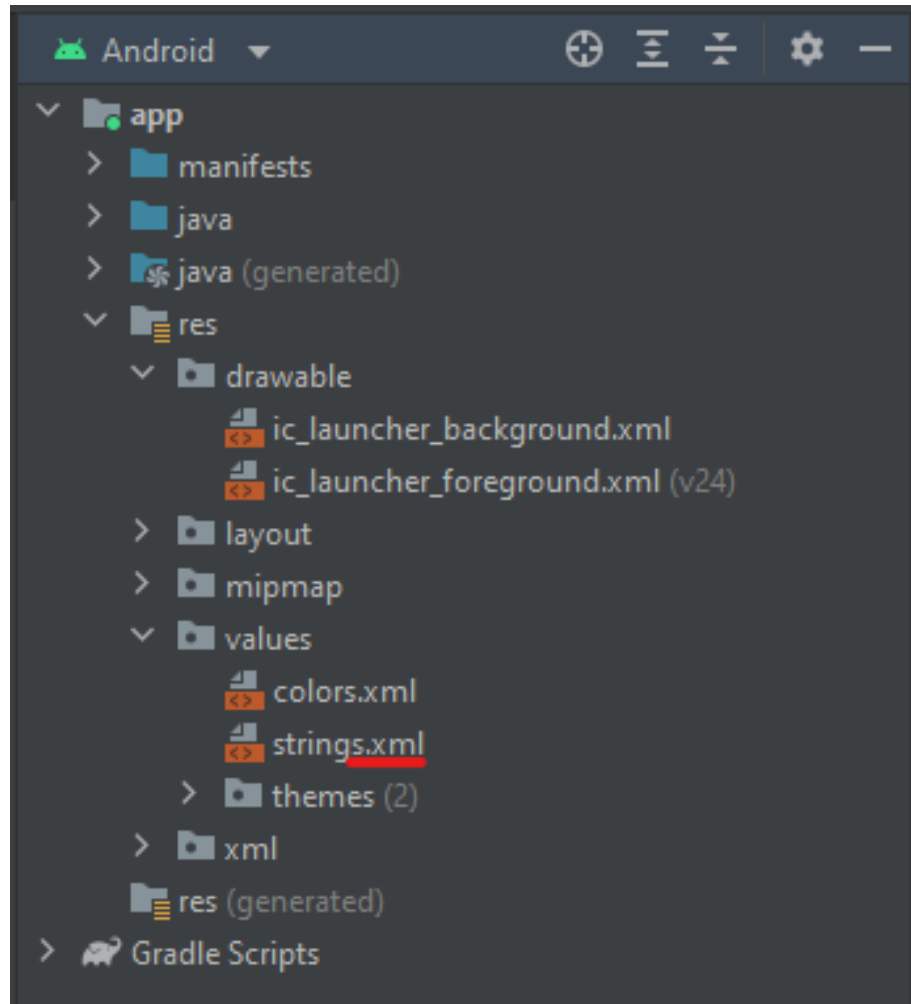 Android
app
manifests
java
java (generated)
res
drawable
ic_launcher_background.xml
ic_launcher_foreground.xml (v24)
layout
mipmap
values
colors.xml
strings.xml
themes (2)
xml
res (generated)
Gradle Scripts